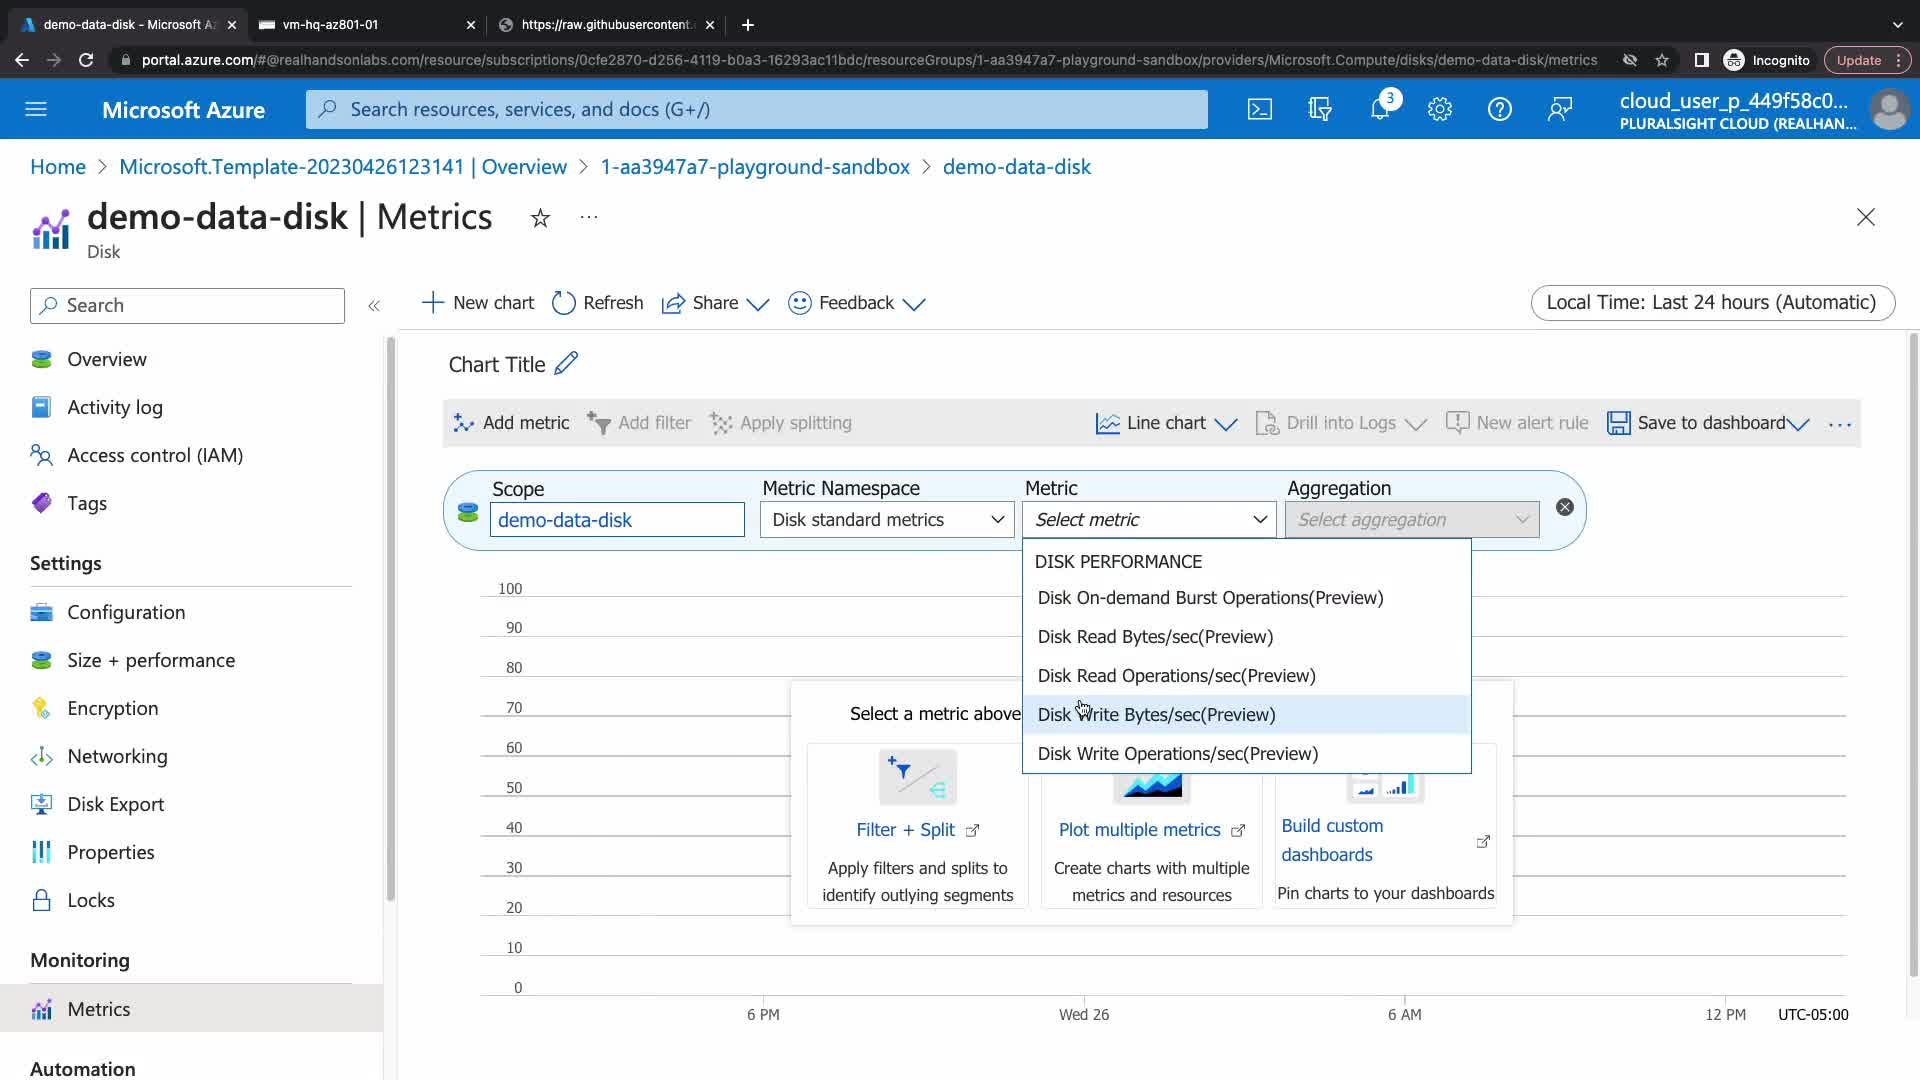 demo-data-disk - Microsoft Az
vm-hq-az801-01
https://raw.githubusercontent.
portal.azure.com/#@realhandsonlabs.com/resource/subscriptions/0cfe2870-d256-4119-b0a3-16293ac11bdc/resourceGroups/1-aa3947a7-playground-sandbox/providers/Microsoft.Compute/disks/demo-data-disk/metrics
Incognito
Update
Microsoft Azure
Search resources, services, and docs (G+/)
3
cloud_user_p_449f58c0...
PLURALSIGHT CLOUD (REALHAN...
Home > Microsoft.Template-20230426123141 | Overview > 1-aa3947a7-playground-sandbox > demo-data-disk
demo-data-disk | Metrics
Disk
Search
Overview
Activity log
Access control (IAM)
Tags
Settings
Configuration
Size + performance
Encryption
Networking
Disk Export
Properties
Locks
Monitoring
Metrics
Automation
New chart
Refresh
Share
Feedback
Local Time: Last 24 hours (Automatic)
Chart Title
Add metric
Add filter
Apply splitting
Line chart
Drill into Logs
New alert rule
Save to dashboard
Scope
demo-data-disk
Metric Namespace
Disk standard metrics
Metric
Select metric
Aggregation
Select aggregation
DISK PERFORMANCE
Disk On-demand Burst Operations(Preview)
Disk Read Bytes/sec(Preview)
Disk Read Operations/sec(Preview)
Disk Write Bytes/sec(Preview)
Disk Write Operations/sec(Preview)
100
90
80
70
60
50
40
30
20
10
0
Select a metric above
Filter + Split
Apply filters and splits to
identify outlying segments
Plot multiple metrics
Create charts with multiple
metrics and resources
Build custom
dashboards
Pin charts to your dashboards
6 PM
Wed 26
6 AM
12 PM
UTC-05:00